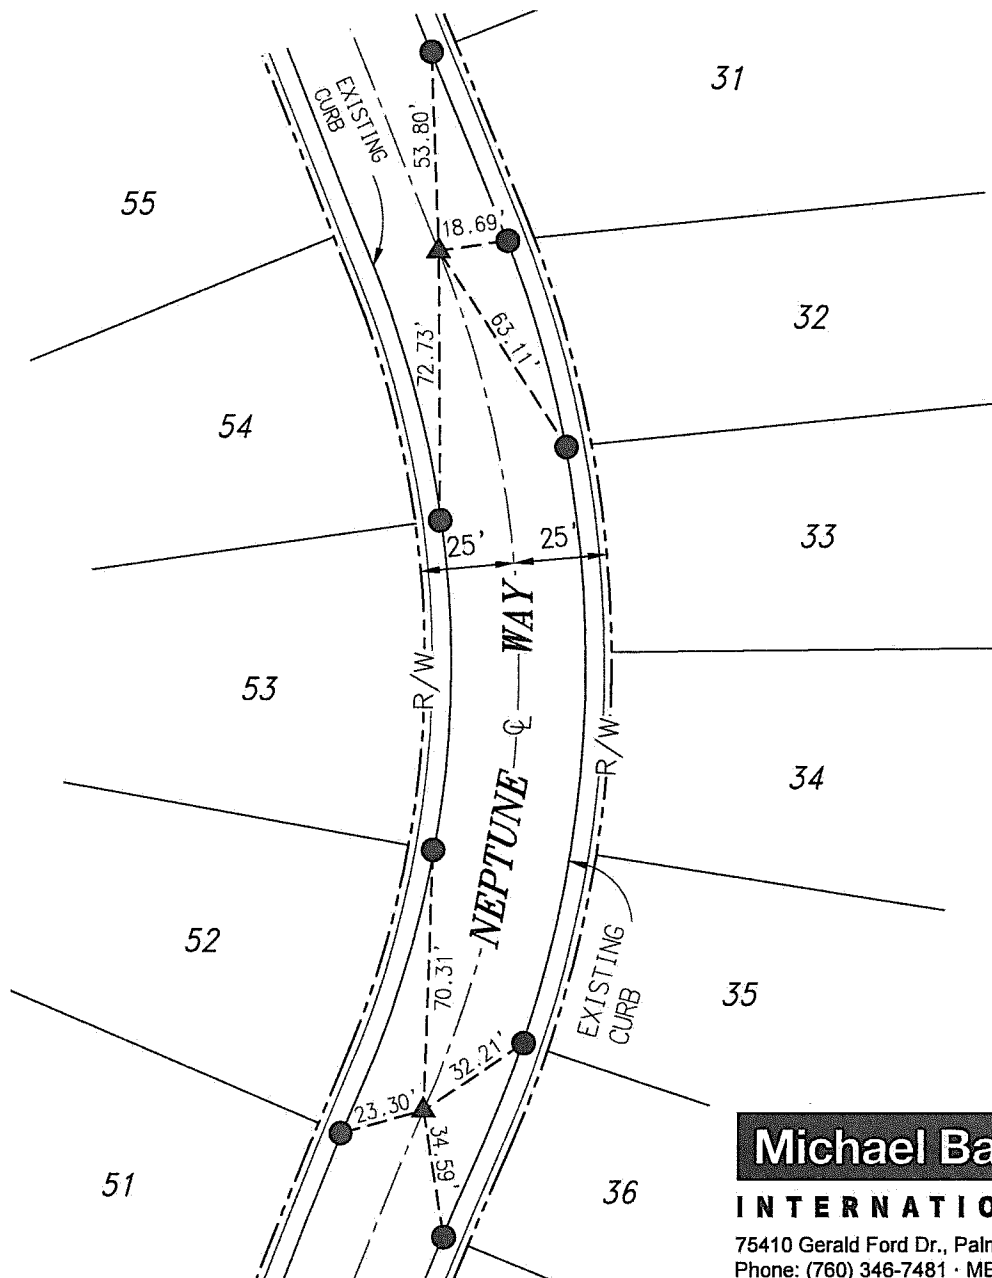 31
EXISTING
CURB
53.80'
55
18.69'
32
63.11'
72.73'
54
25'
25'
33
WAY
R/W
53
℄
R/W
34
NEPTUNE
52
70.31'
EXISTING
CURB
35
32.21'
23.30'
34.59'
51
36
Michael Ba
INTERNATIO
75410 Gerald Ford Dr., Paln
Phone: (760) 346-7481 · ME